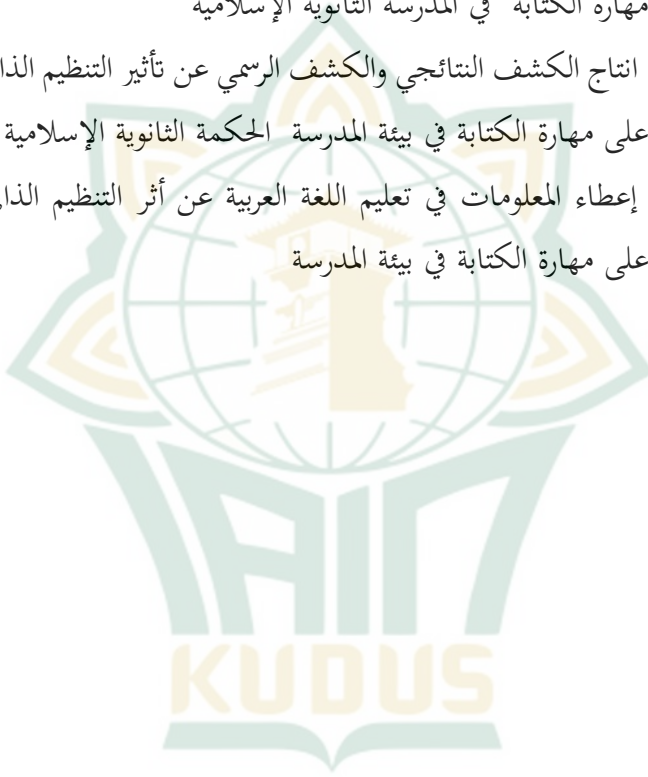 مهارة الكتابة في المدرسة الثانوية الإسلامية
انتاج الكشف النتائجي والكشف الرسمي عن تأثير التنظيم
على مهارة الكتابة في بيئة المدرسة الحكمة الثانوية الإسلامية
إعطاء المعلومات في تعليم اللغة العربية عن أثر التنظيم
على مهارة الكتابة في بيئة المدرسة
IAIN
KUDUS